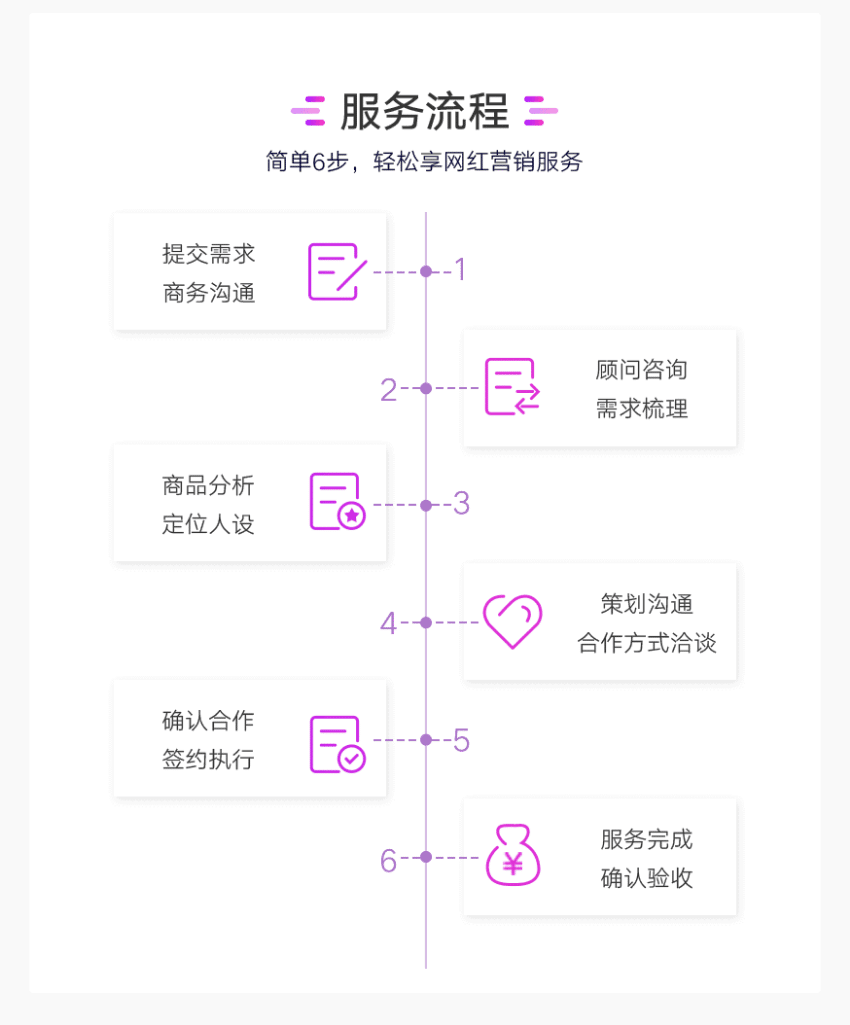 服务流程
简单6步，轻松享网红营销服务
提交需求
商务沟通
1
2
顾问咨询
需求梳理
商品分析
定位人设
3
4
策划沟通
合作方式洽谈
确认合作
签约执行
5
6
¥
服务完成
确认验收